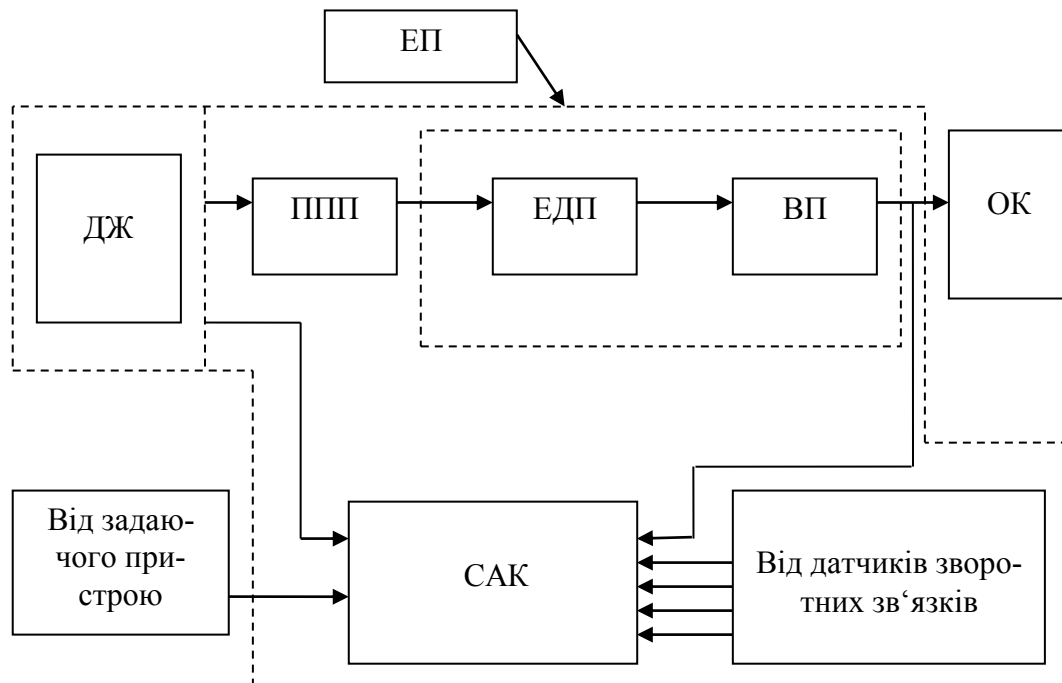 ЕП
ДЖ
ППП
ЕДП
ВП
ОК
Від задаю-
чого при-
строю
САК
Від датчиків зворо-
тних зв‘язків